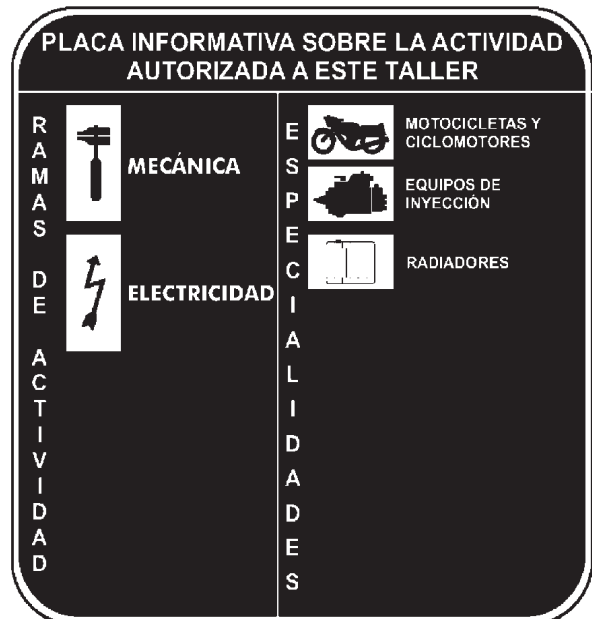 PLACA INFORMATIVA SOBRE LA ACTIVIDAD
AUTORIZADA A ESTE TALLER
RAMAS DE ACTIVIDAD
MECÁNICA
ELECTRICIDAD
ESPECIALIDADES
MOTOCICLETAS Y
CICLOMOTORES
EQUIPOS DE
INYECCIÓN
RADIADORES